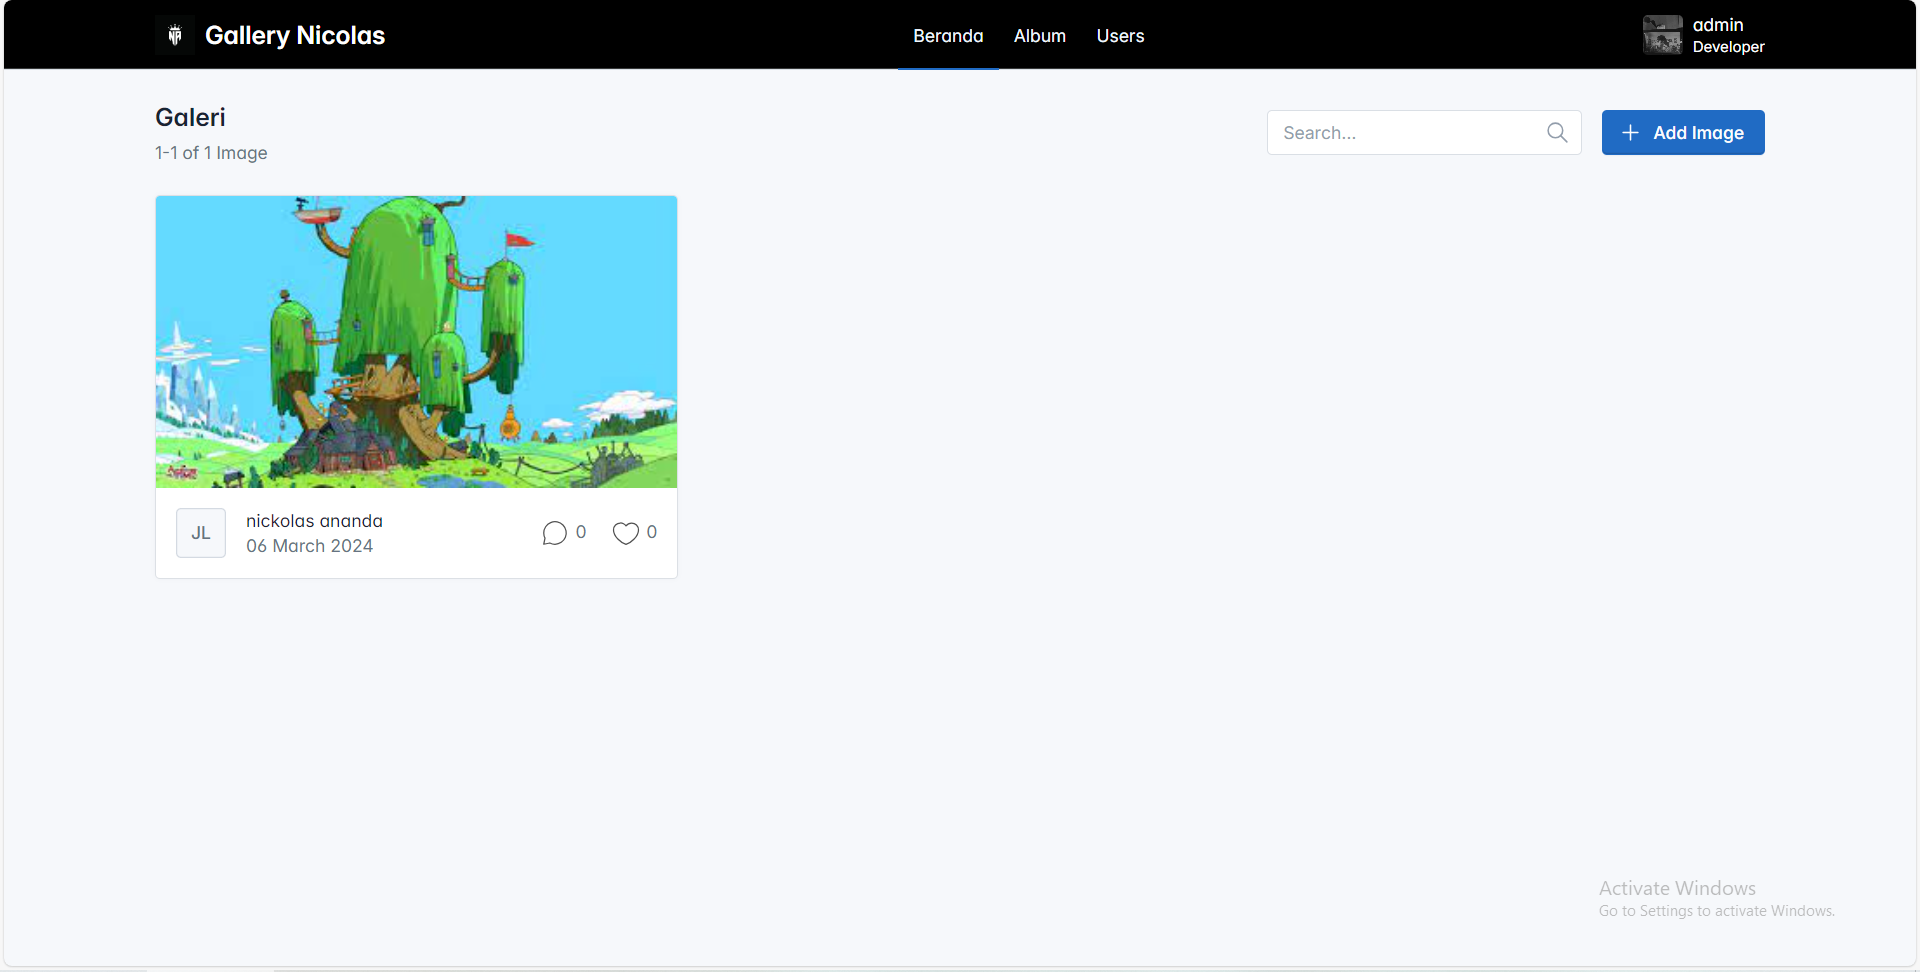 Gallery Nicolas
Beranda
Album
Users
admin
Developer
Galeri
1-1 of 1 Image
Search...
Add Image
JL
nickolas ananda
06 March 2024
0
0
Activate Windows
Go to Settings to activate Windows.